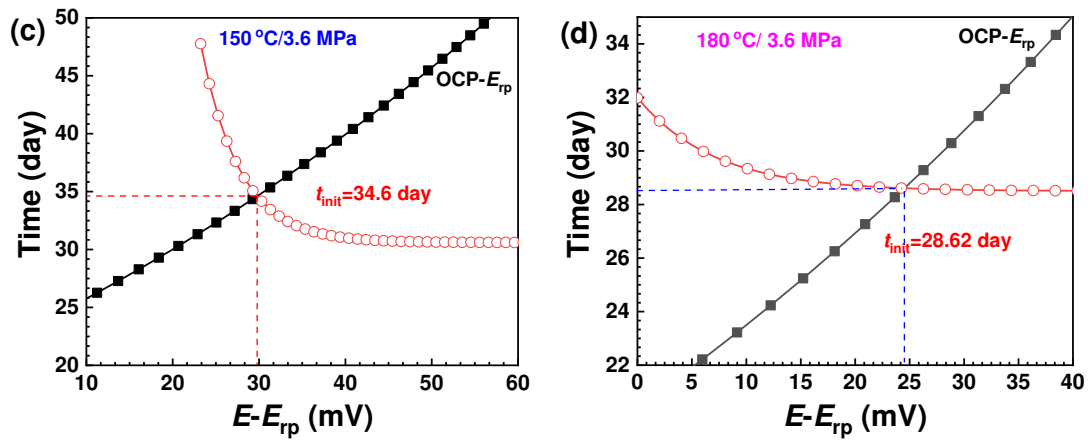 (c)
150 °C/3.6 MPa
OCP-Erp
tinit=34.6 day
Time (day)
50
45
40
35
30
25
20
10 20 30 40 50 60
E-Erp (mV)
(d)
180 °C/ 3.6 MPa
OCP-Erp
tinit=28.62 day
Time (day)
34
32
30
28
26
24
22
0 5 10 15 20 25 30 35 40
E-Erp (mV)